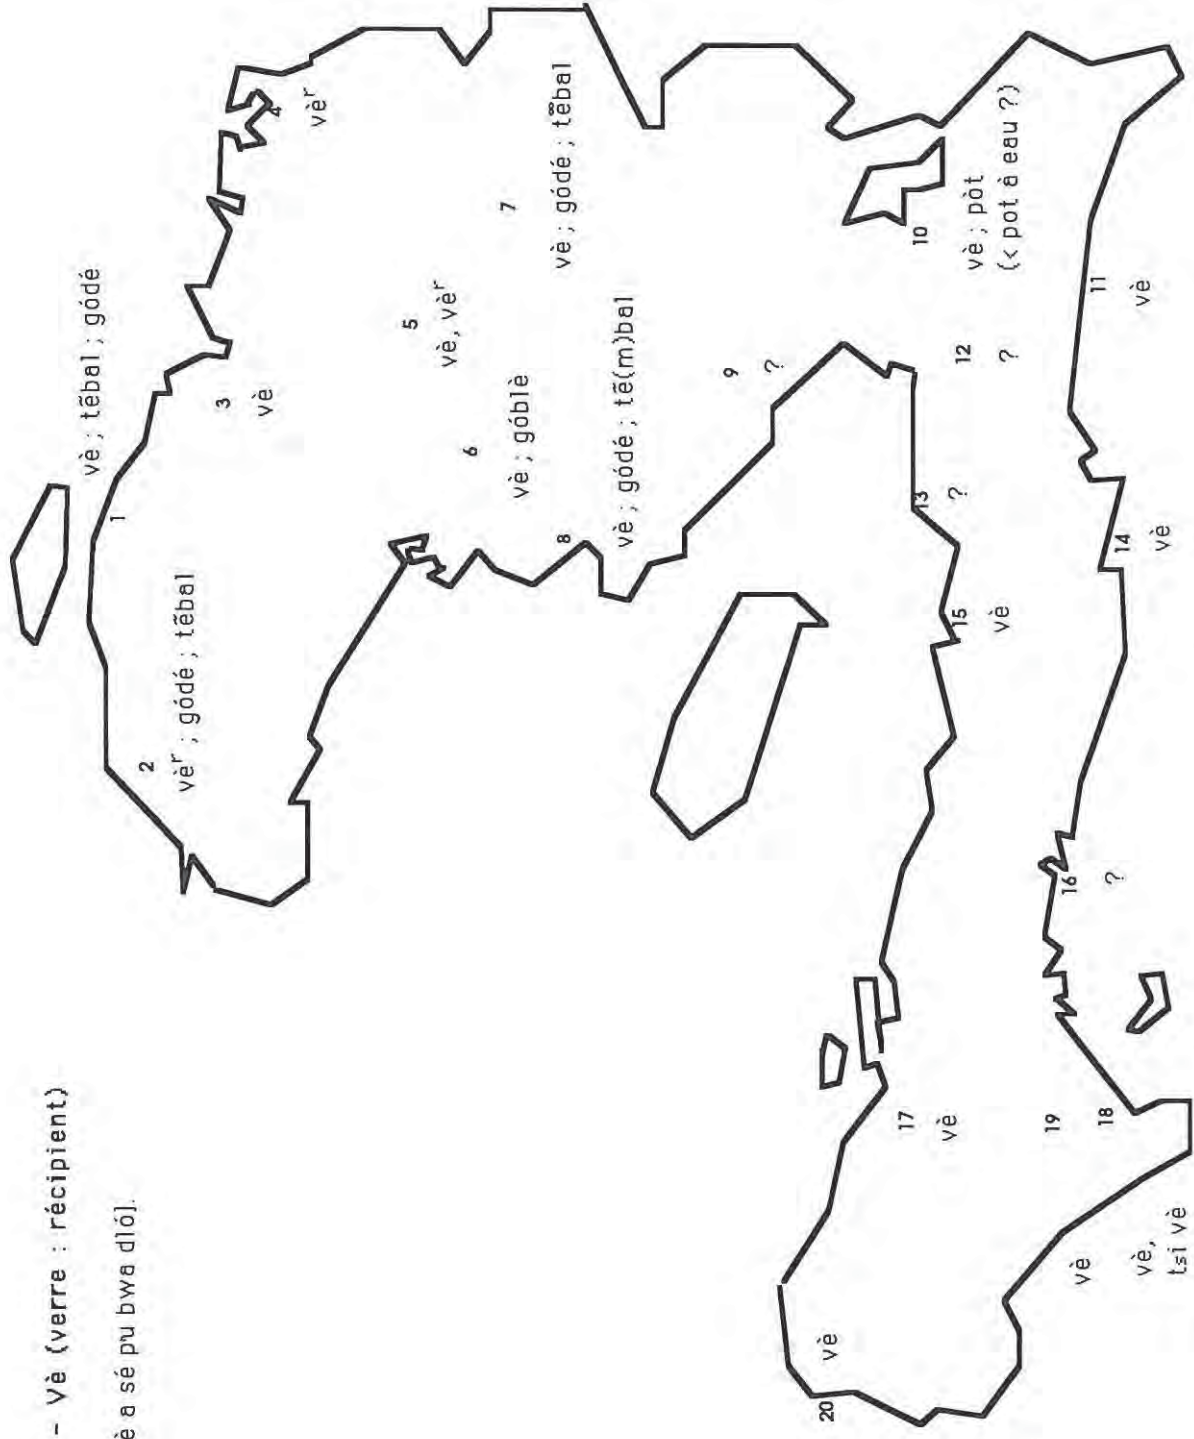 – Vè (verre : récipient)
è a sé pu bwa dló].
1
vè ; tẽbal ; gódé
2
vèʳ ; gódé ; tẽbal
3
vè
4
vèʳ
5
vè, vèʳ
6
vè ; góblè
7
vè ; gódé ; tẽbal
8
vè ; gódé ; tẽ(m)bal
9
?
10
vè ; pòt
(< pot à eau ?)
11
vè
12
?
13
?
14
vè
15
vè
16
?
17
vè
18
vè,
tsi vè
19
vè
20
vè